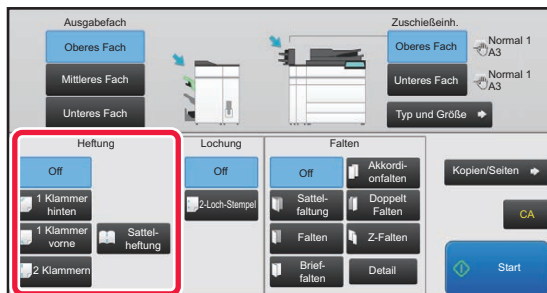 Ausgabefach
Zuschießeinh.
Oberes Fach
Oberes Fach
Normal 1
A3
Mittleres Fach
Unteres Fach
Normal 1
A3
Unteres Fach
Typ und Größe
Heftung
Lochung
Falten
Off
Off
Off
Akkordi-
onfalten
Kopien/Seiten
1 Klammer
hinten
2-Loch-Stempel
Sattel-
faltung
Doppelt
Falten
CA
1 Klammer
vorne
Sattel-
heftung
Falten
Z-Falten
2 Klammern
Brief-
falten
Detail
Start